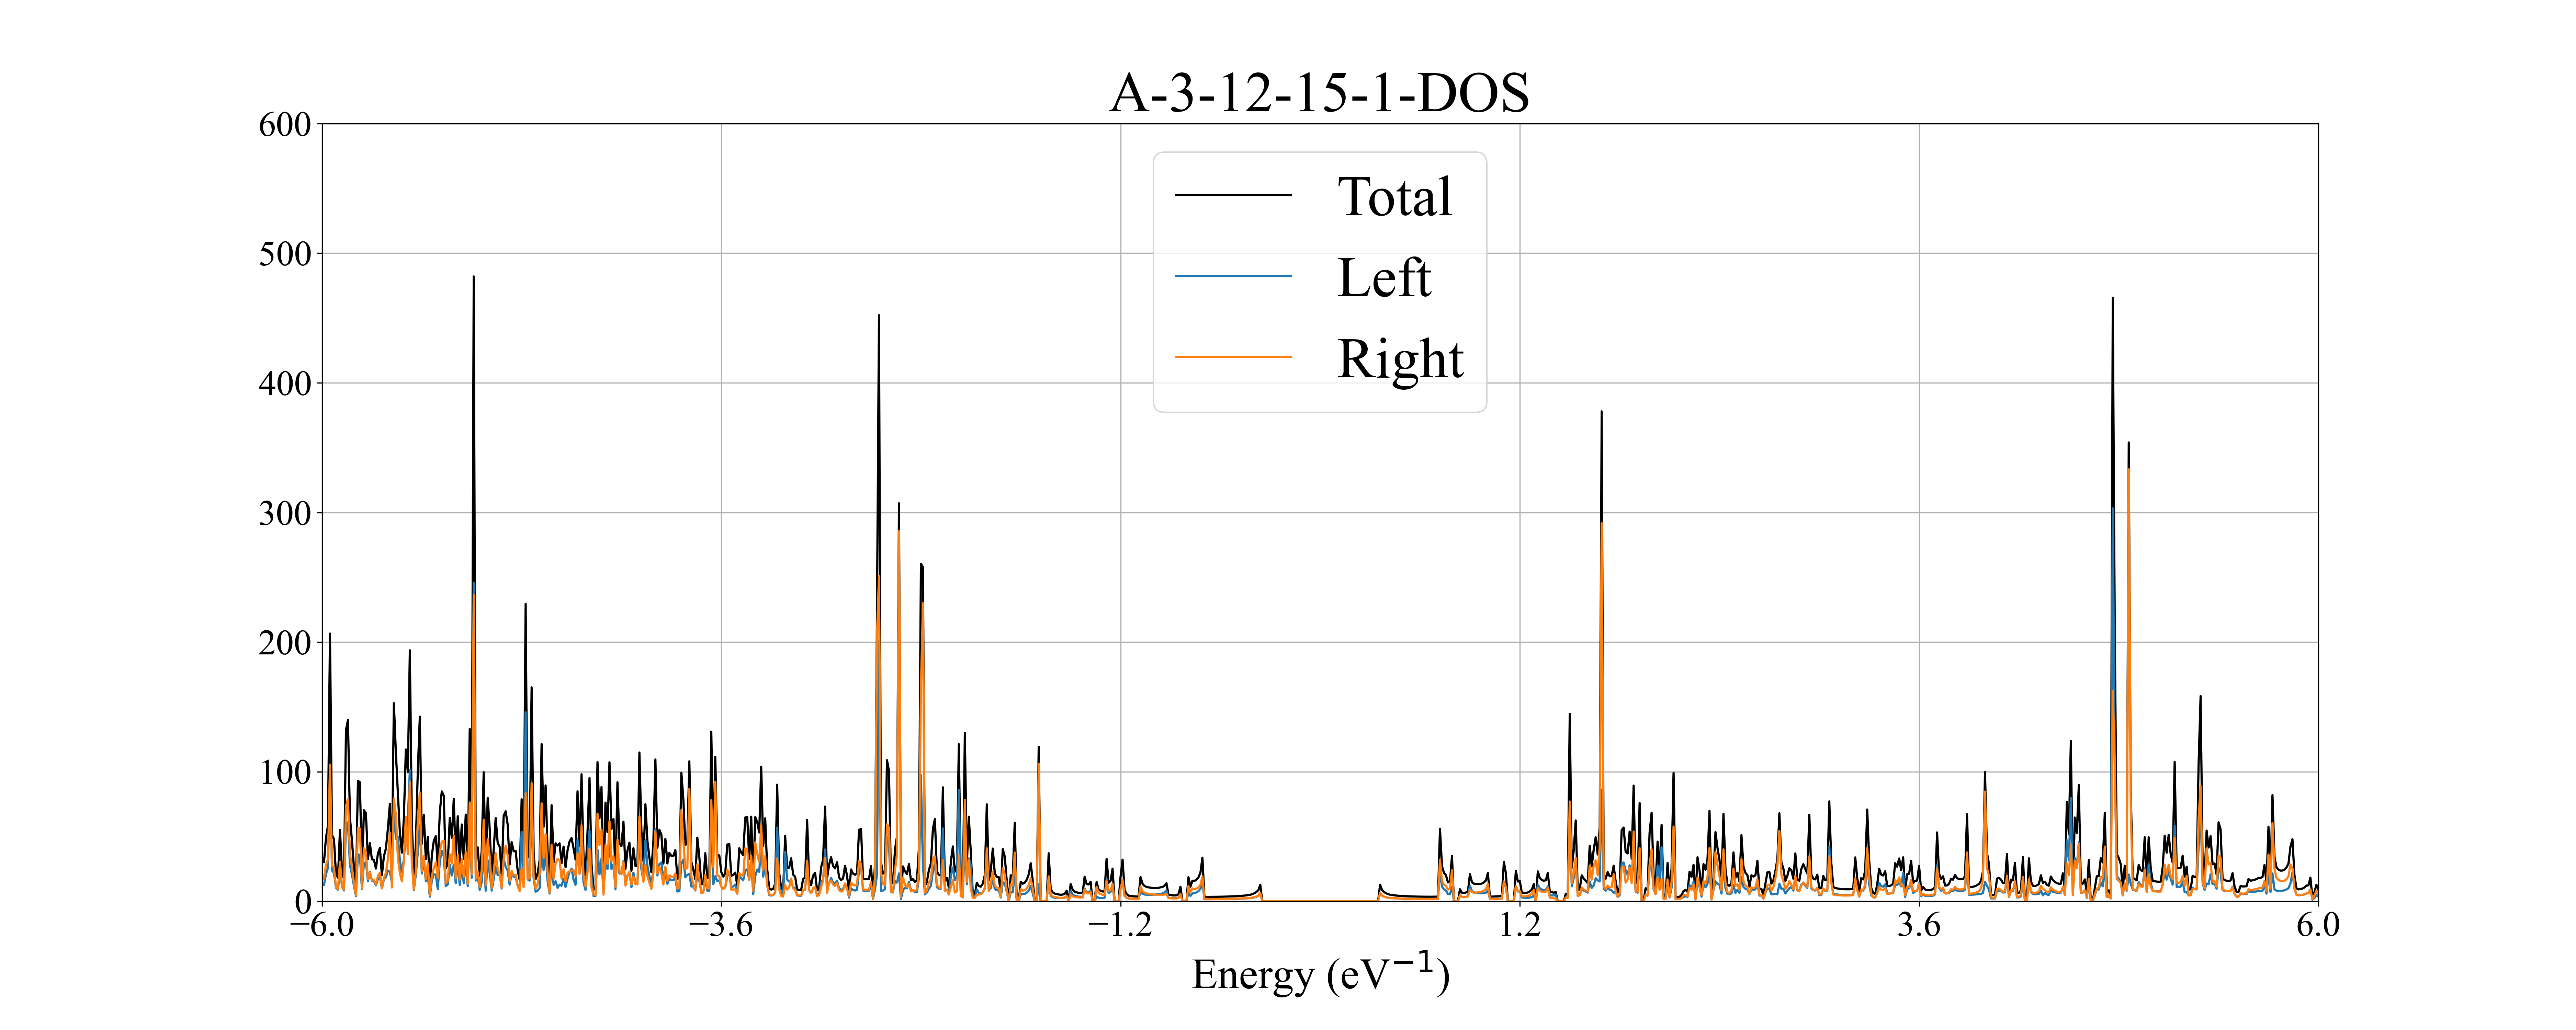 A-3-12-15-1-DOS
600
500
400
300
200
100
0
Total
Left
Right
−6.0 −3.6 −1.2 1.2 3.6 6.0
Energy (eV⁻¹)